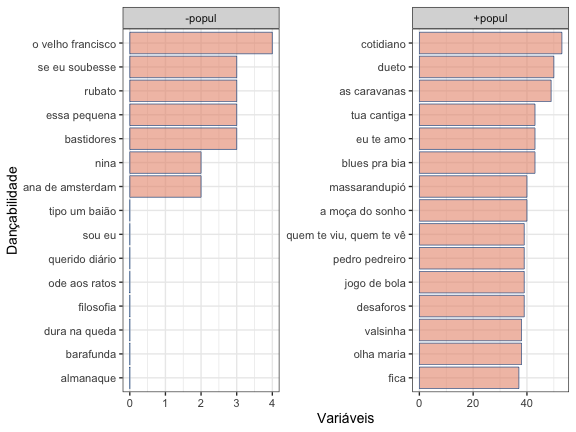 -popul
+popul
Dançabilidade
o velho francisco
se eu soubesse
rubato
essa pequena
bastidores
nina
ana de amsterdam
tipo um baião
sou eu
querido diário
ode aos ratos
filosofia
dura na queda
barafunda
almanaque
0 1 2 3 4
cotidiano
dueto
as caravanas
tua cantiga
eu te amo
blues pra bia
massarandupió
a moça do sonho
quem te viu, quem te vê
pedro pedreiro
jogo de bola
desaforos
valsinha
olha maria
fica
0 20 40
Variáveis